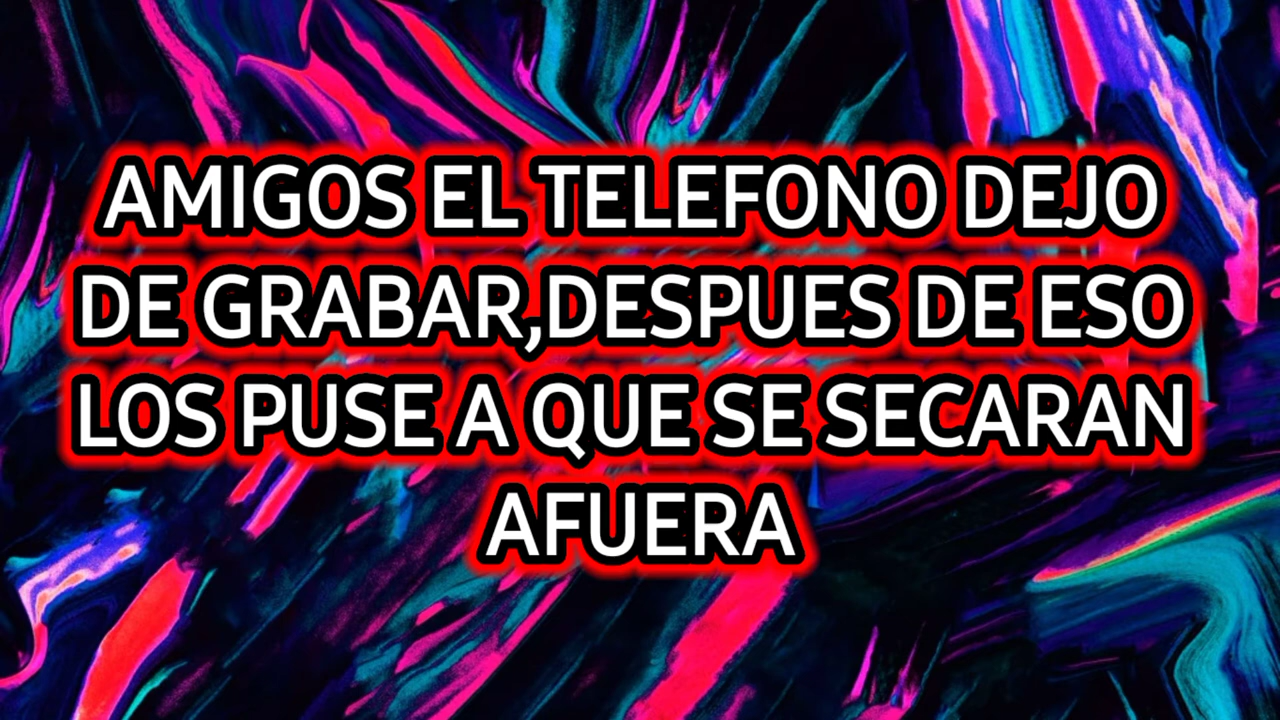 AMIGOS EL TELEFONO DEJO
DE GRABAR,DESPUES DE ESO
LOS PUSE A QUE SE SECARAN
AFUERA